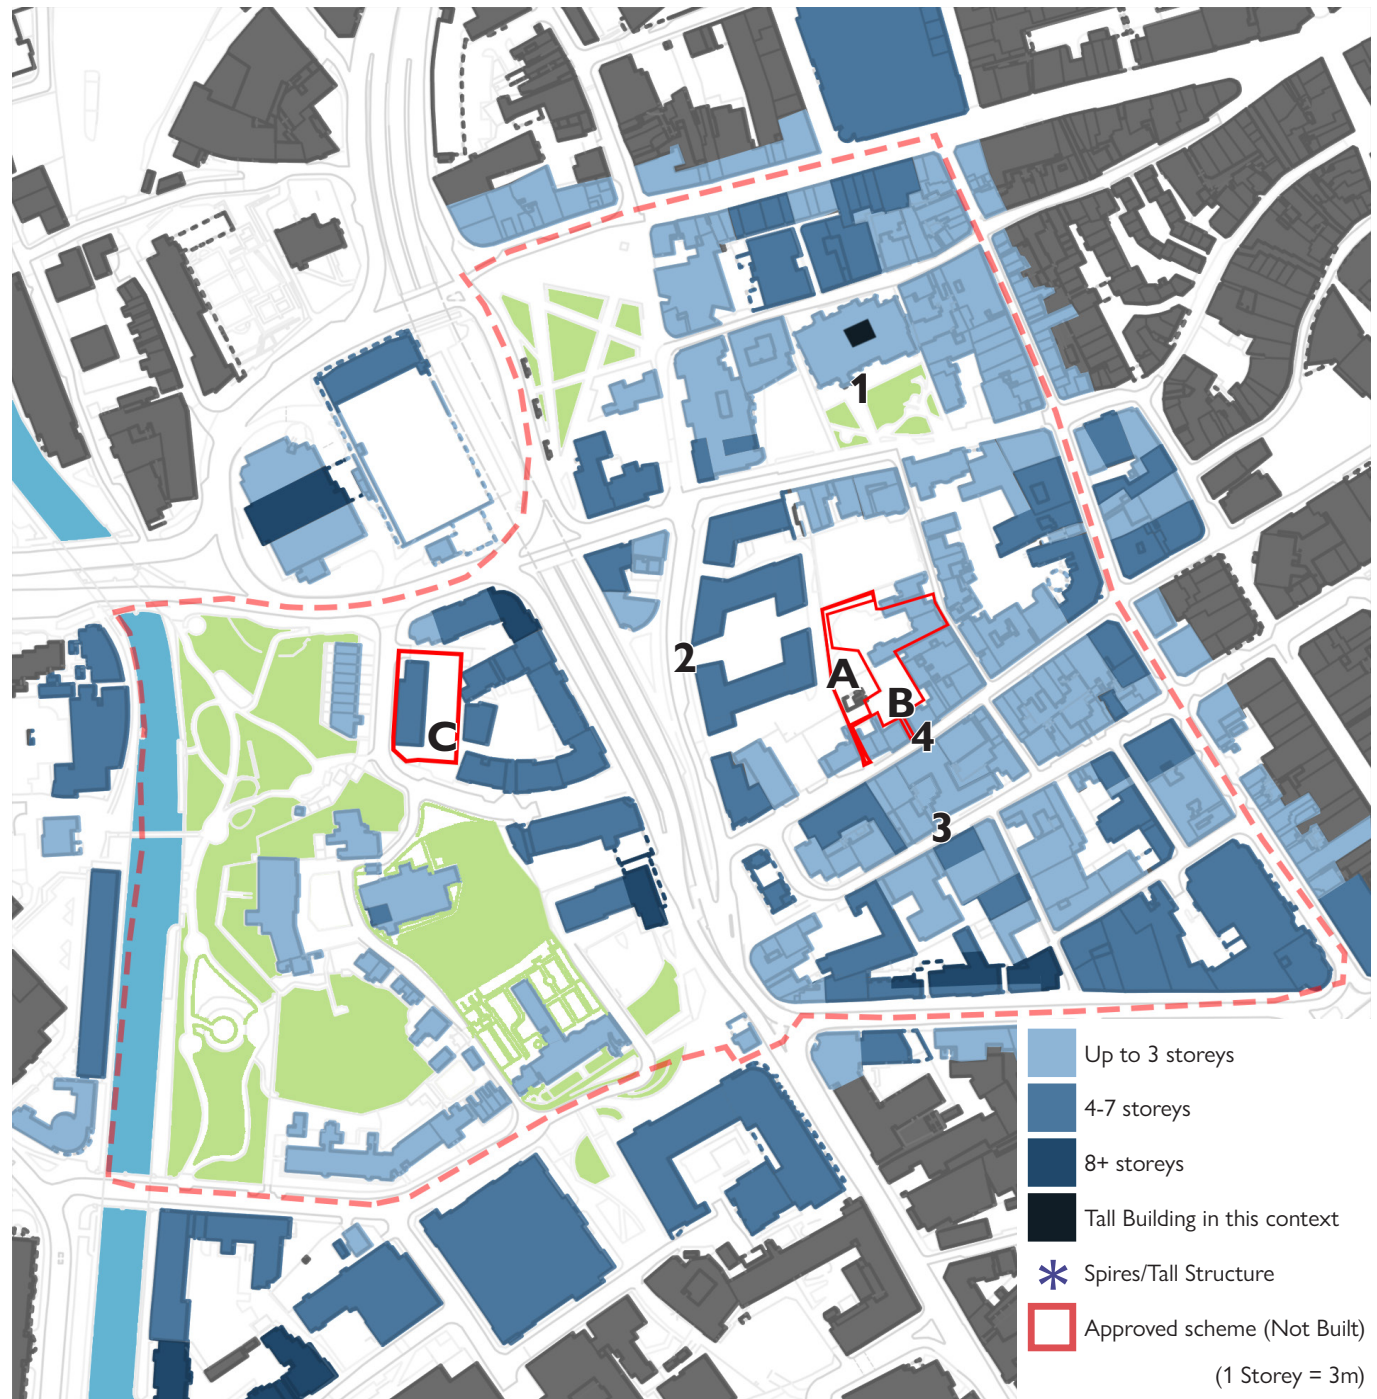 1
2
A
B
C
4
3
Up to 3 storeys
4-7 storeys
8+ storeys
Tall Building in this context
Spires/Tall Structure
Approved scheme (Not Built)
(1 Storey = 3m)